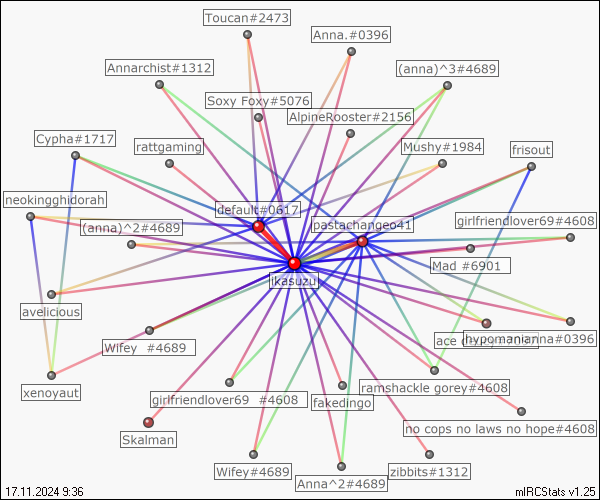 Toucan#2473
Anna.#0396
Annarchist#1312
(anna)^3#4689
Soxy Foxy#5076
AlpineRooster#2156
Cypha#1717
rattgaming
Mushy#1984
frisout
neokingghidorah
default#0617
(anna)^2#4689
pastachangeo41
girlfriendlover69#4608
Mad #6901
ikasuzu
avelicious
Wifey #4689
ace
hypomanianna#0396
xenoyaut
girlfriendlover69 #4608
ramshackle gorey#4608
fakedingo
Skalman
no cops no laws no hope#4608
Wifey#4689
Anna^2#4689
zibbits#1312
17.11.2024 9:36
mIRCStats v1.25